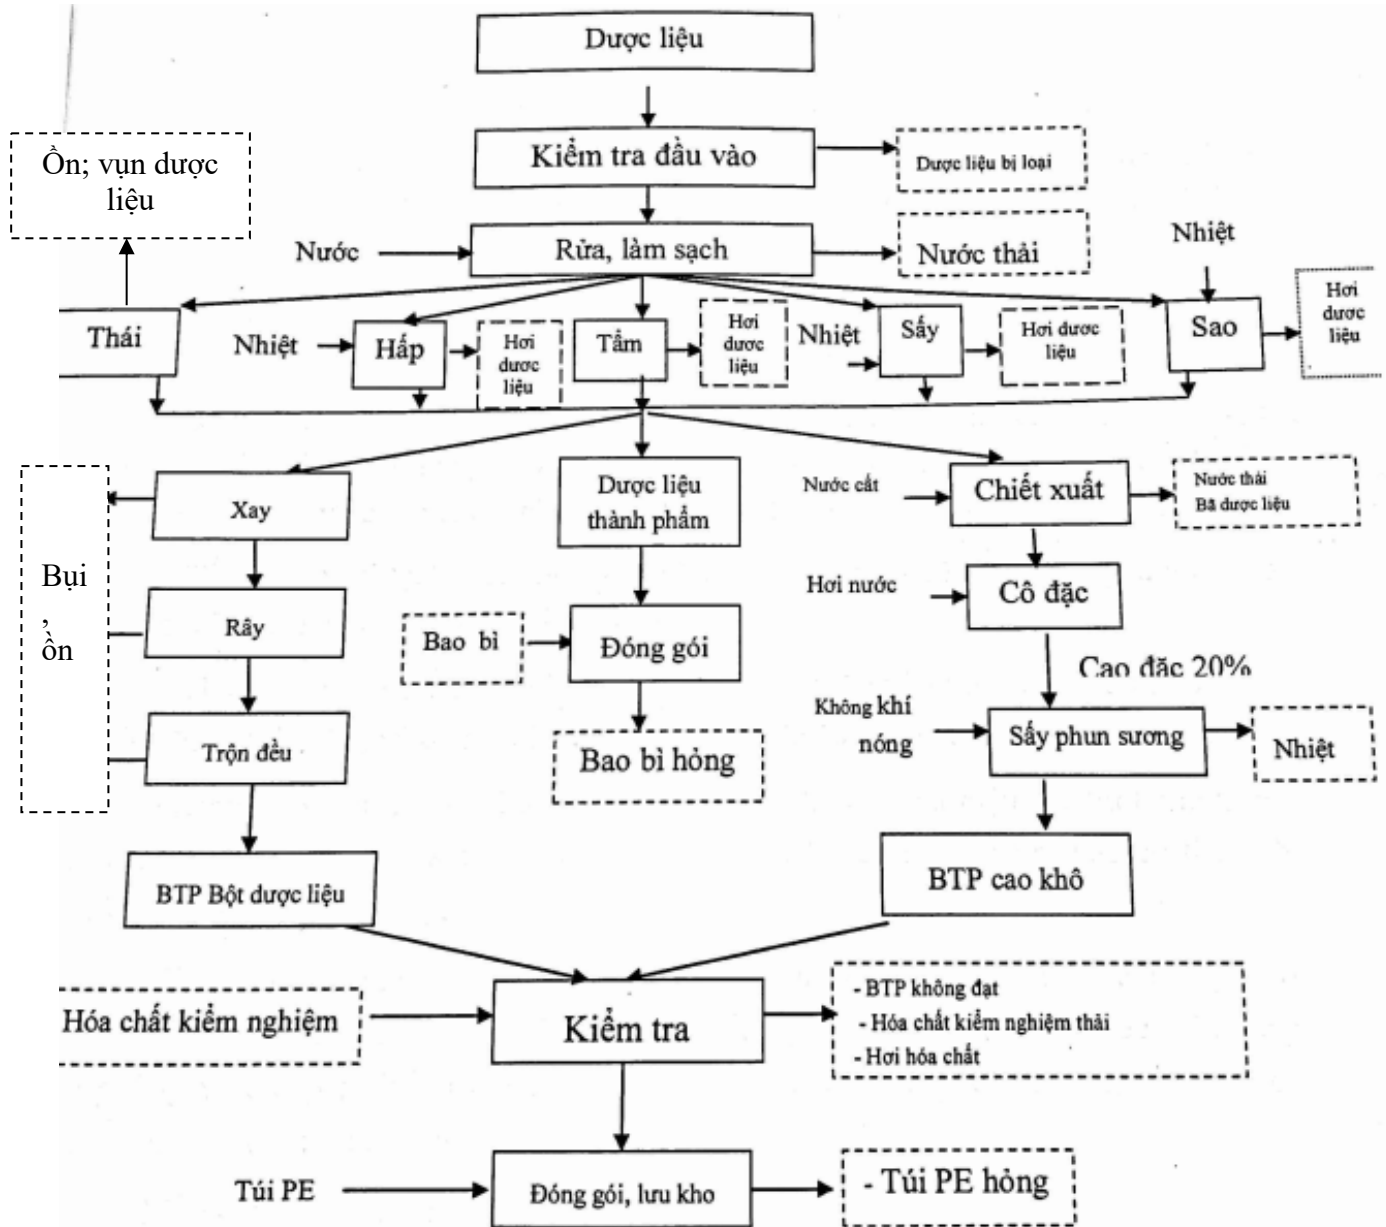 Dược liệu
Kiểm tra đầu vào
Dược liệu bị loại
Ồn; vụn dược
liệu
Nước
Rửa, làm sạch
Nước thải
Nhiệt
Thái
Nhiệt
Hấp
Hơi
dược
liệu
Tẩm
Hơi
dược
liệu
Nhiệt
Sấy
Hơi dược
liệu
Sao
Hơi
dược
liệu
Xay
Dược liệu
thành phẩm
Nước cất
Chiết xuất
Nước thải
Bã dược liệu
Bụi
,
ồn
Rây
Bao bì
Đóng gói
Hơi nước
Cô đặc
Cao đặc 20%
Trộn đều
Bao bì hỏng
Không khí
nóng
Sấy phun sương
Nhiệt
BTP Bột dược liệu
BTP cao khô
Hóa chất kiểm nghiệm
Kiểm tra
- BTP không đạt
- Hóa chất kiểm nghiệm thải
- Hơi hóa chất
Túi PE
Đóng gói, lưu kho
- Túi PE hỏng